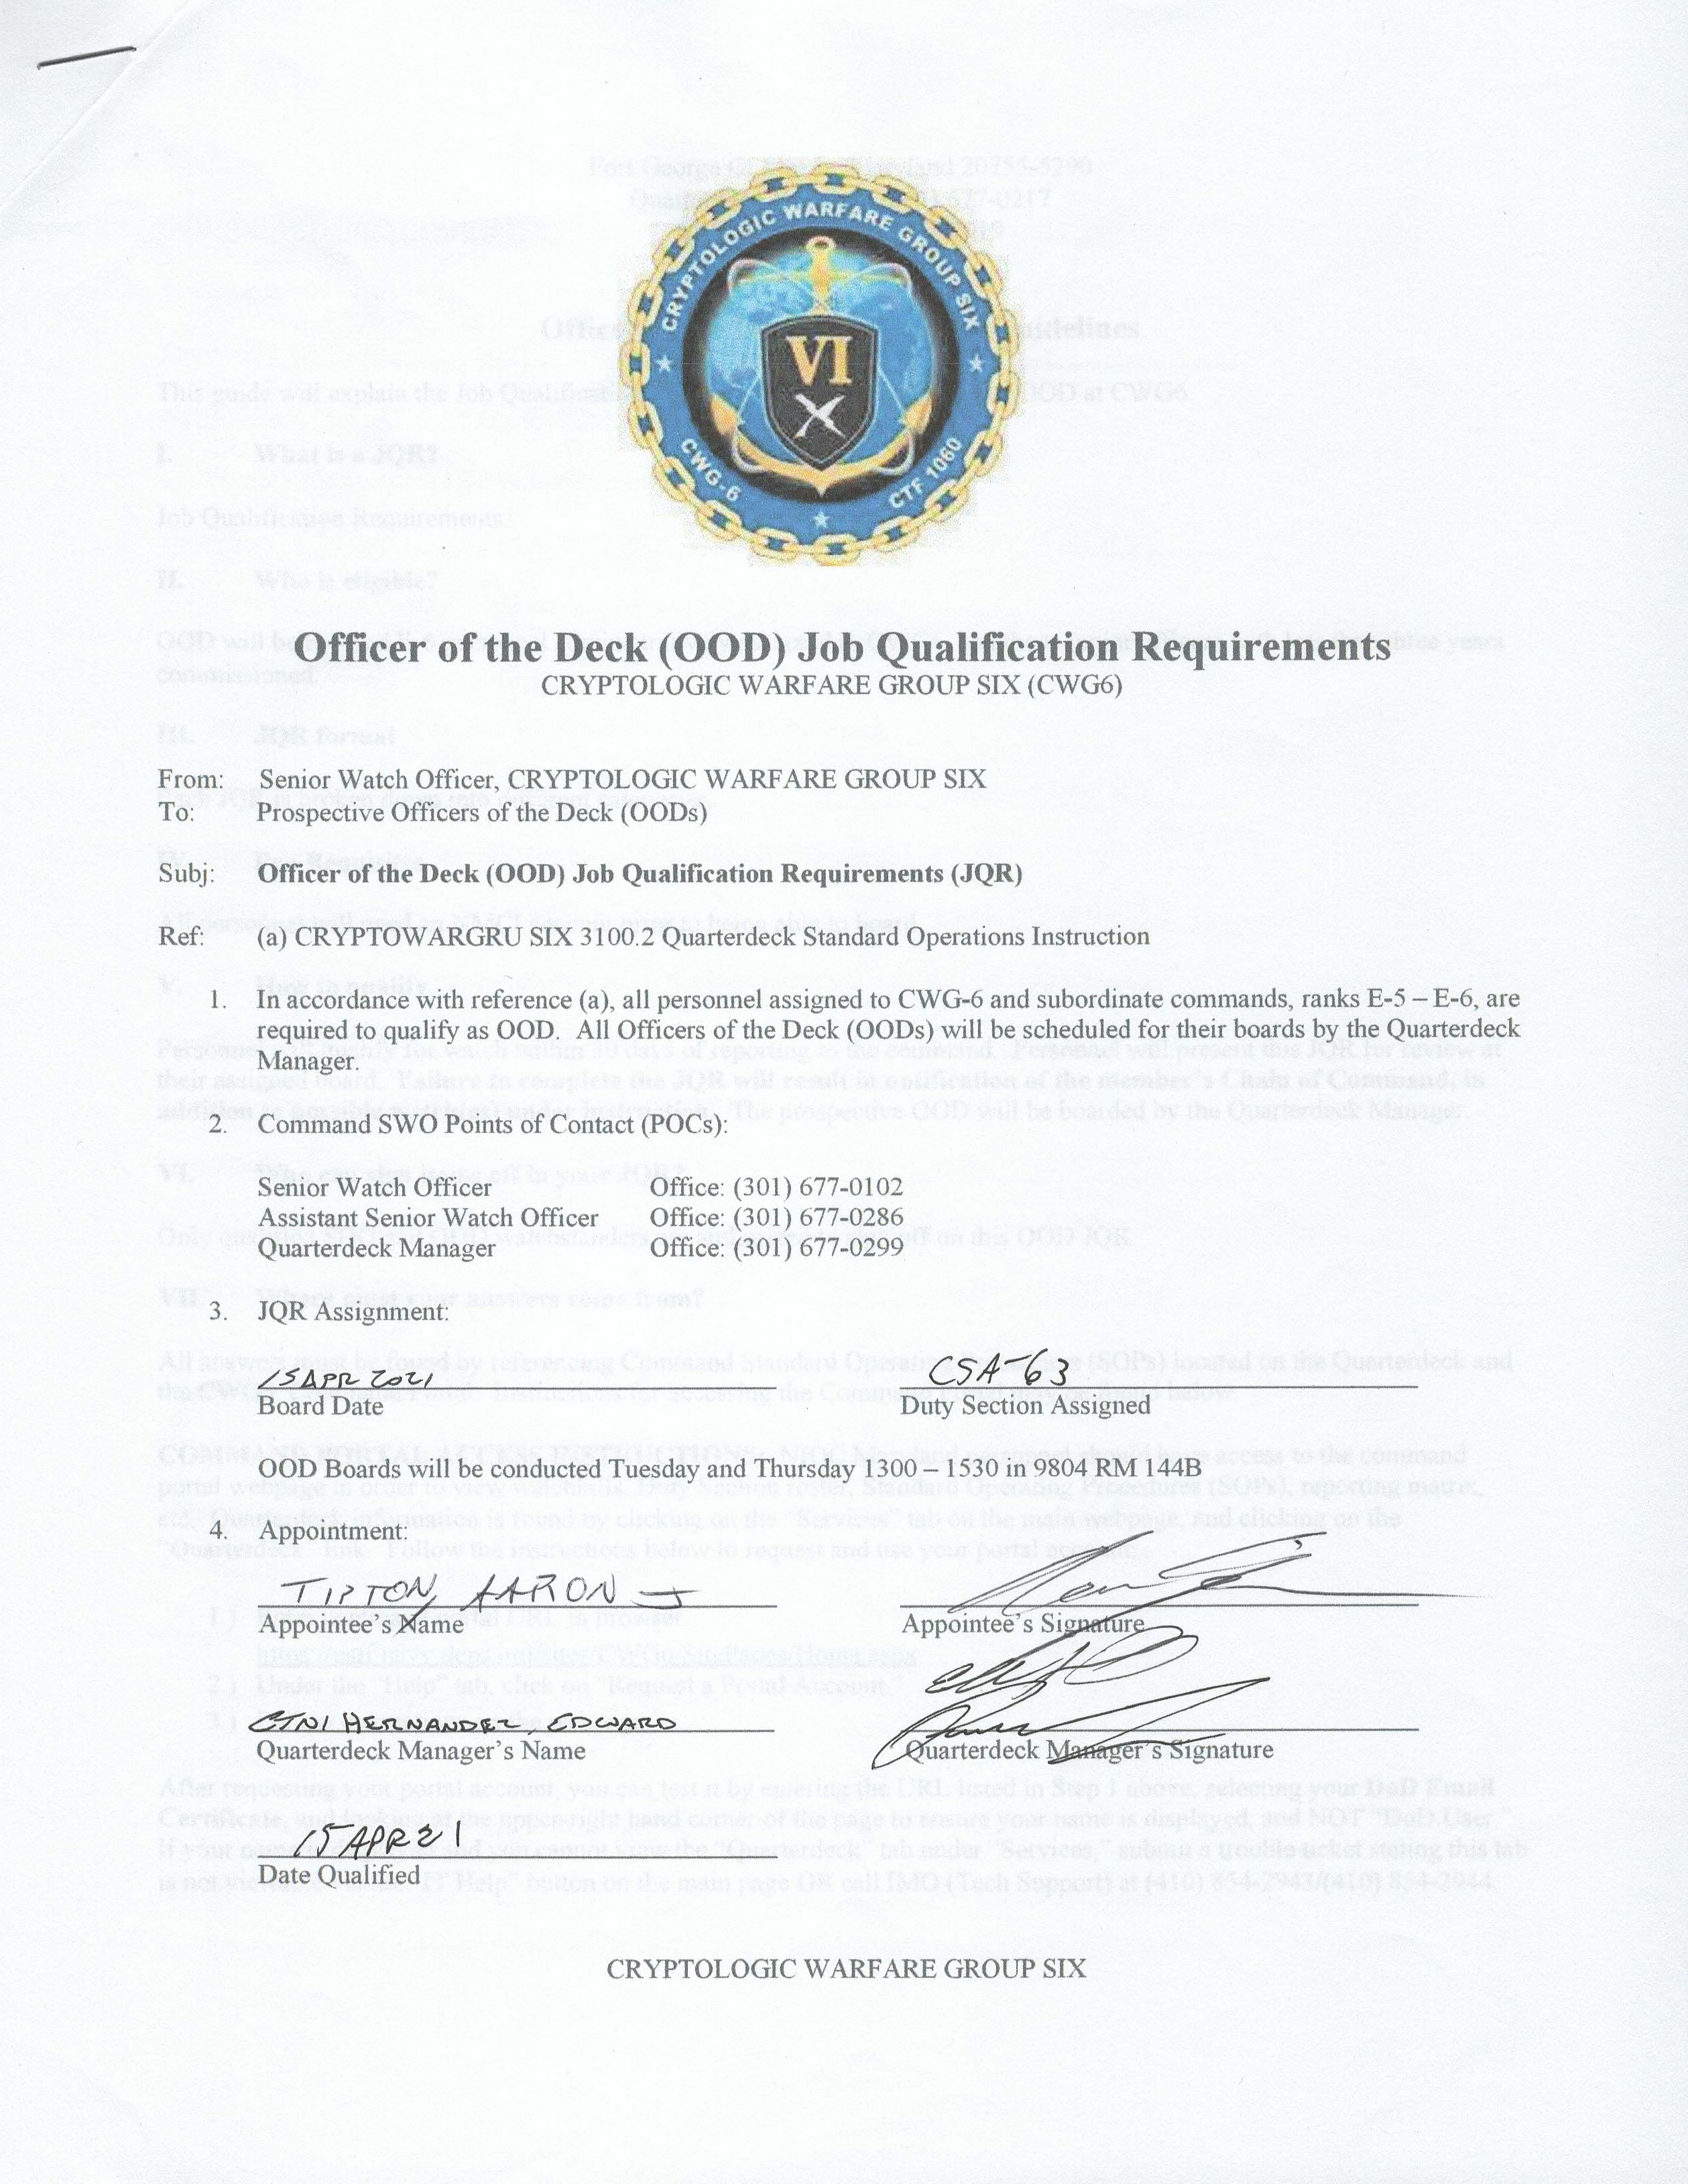 CRYPTOLOGIC WARFARE GROUP SIX
VI
CWG-6
CTF 1060
Officer of the Deck (OOD) Job Qualification Requirements
CRYPTOLOGIC WARFARE GROUP SIX (CWG6)
From: Senior Watch Officer, CRYPTOLOGIC WARFARE GROUP SIX
To: Prospective Officers of the Deck (OODs)
Subj: Officer of the Deck (OOD) Job Qualification Requirements (JQR)
Ref: (a) CRYPTOWARGRU SIX 3100.2 Quarterdeck Standard Operations Instruction
1. In accordance with reference (a), all personnel assigned to CWG-6 and subordinate commands, ranks E-5 – E-6, are
required to qualify as OOD. All Officers of the Deck (OODs) will be scheduled for their boards by the Quarterdeck
Manager.
2. Command SWO Points of Contact (POCs):
Senior Watch Officer Office: (301) 677-0102
Assistant Senior Watch Officer Office: (301) 677-0286
Quarterdeck Manager Office: (301) 677-0299
3. JQR Assignment:
15APR 2021 CSA-63
Board Date Duty Section Assigned
OOD Boards will be conducted Tuesday and Thursday 1300 – 1530 in 9804 RM 144B
4. Appointment:
TIPTON, AARON J
Appointee's Name Appointee's Signature
CTN1 HERNANDEZ, EDWARD
Quarterdeck Manager's Name Quarterdeck Manager's Signature
15APR21
Date Qualified
CRYPTOLOGIC WARFARE GROUP SIX